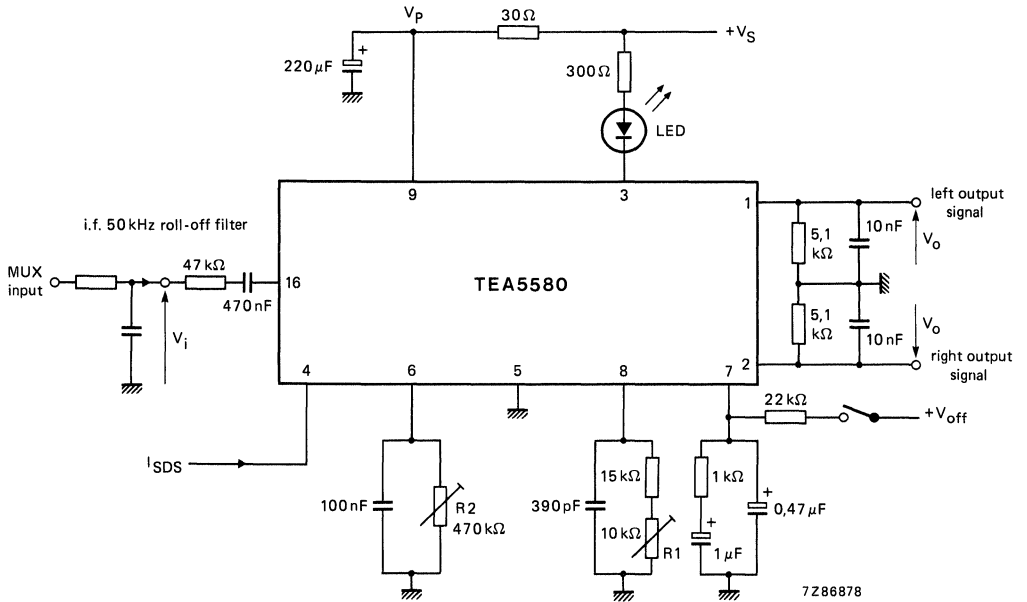 V_P
30Ω
+V_S
220µF
+
300Ω
LED
9
3
i.f. 50kHz roll-off filter
MUX
input
47kΩ
470nF
V_i
16
TEA5580
1
2
4
6
5
8
7
left output
signal
5,1
kΩ
10nF
V_o
5,1
kΩ
10nF
V_o
right output
signal
22kΩ
+V_off
I_SDS
100nF
R2
470kΩ
390pF
15kΩ
10kΩ
R1
1kΩ
+
1µF
+
0,47µF
7Z86878